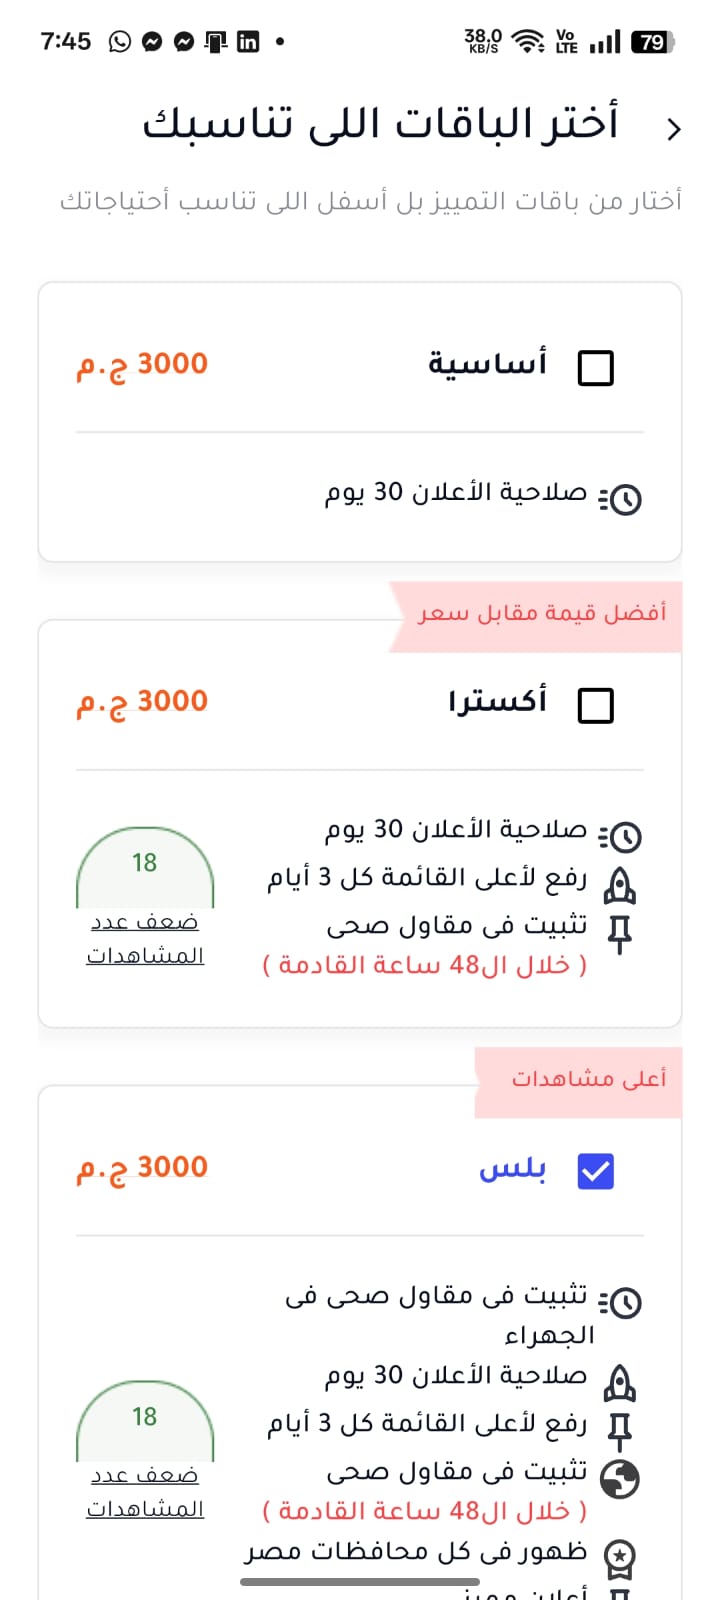 7:45
38.0 KB/S
Vo LTE
79
أختر الباقات اللى تناسبك
أختار من باقات التمييز بل أسفل اللى تناسب أحتياجاتك
أساسية
3000 ج.م
صلاحية الأعلان 30 يوم
أفضل قيمة مقابل سعر
أكسترا
3000 ج.م
صلاحية الأعلان 30 يوم
رفع لأعلى القائمة كل 3 أيام
تثبيت فى مقاول صحى
( خلال ال48 ساعة القادمة )
18
ضعف عدد
المشاهدات
أعلى مشاهدات
بلس
3000 ج.م
تثبيت فى مقاول صحى فى
الجهراء
صلاحية الأعلان 30 يوم
رفع لأعلى القائمة كل 3 أيام
تثبيت فى مقاول صحى
( خلال ال48 ساعة القادمة )
18
ضعف عدد
المشاهدات
ظهور فى كل محافظات مصر